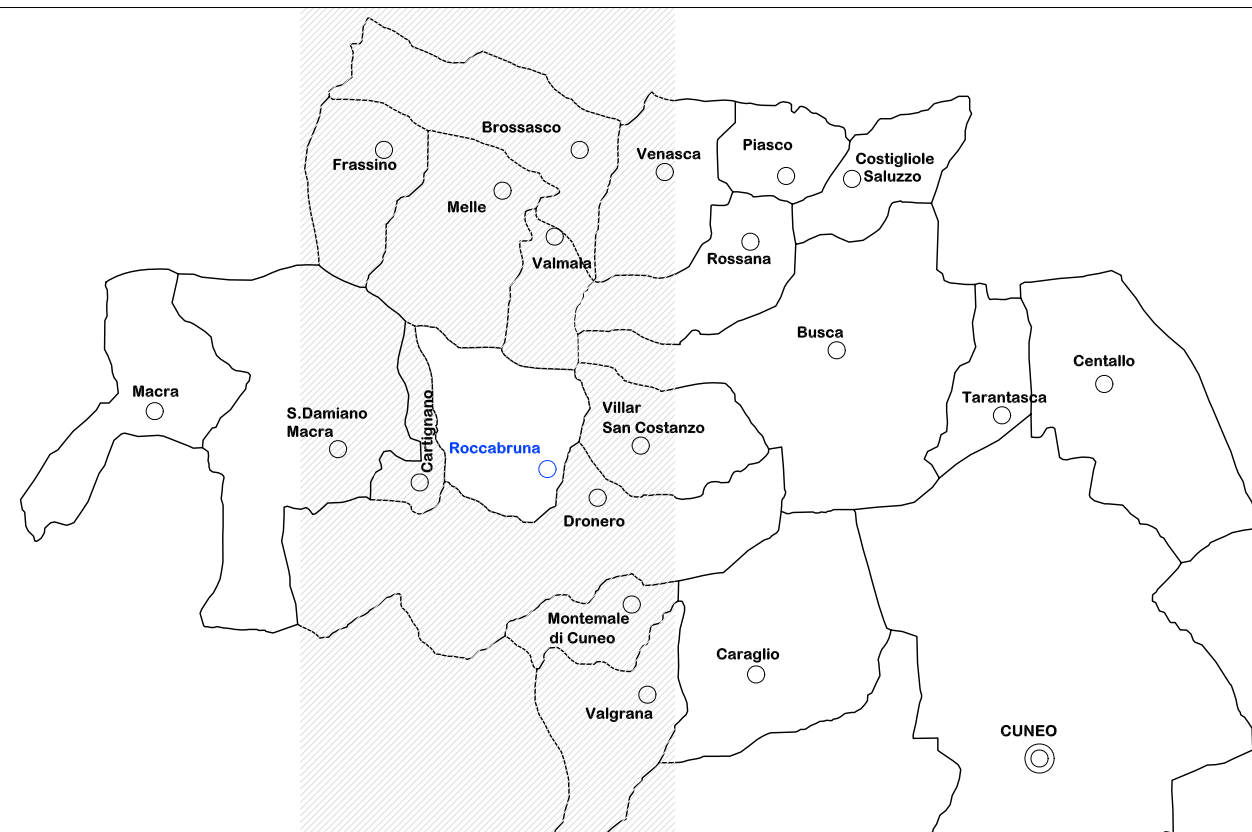 Brossasco
Frassino
Venasca
Piasco
Costigliole
Saluzzo
Melle
Valmala
Rossana
Busca
Centallo
Macra
Tarantasca
S.Damiano
Macra
Cartignano
Roccabruna
Villar
San Costanzo
Dronero
Montemale
di Cuneo
Caraglio
Valgrana
CUNEO